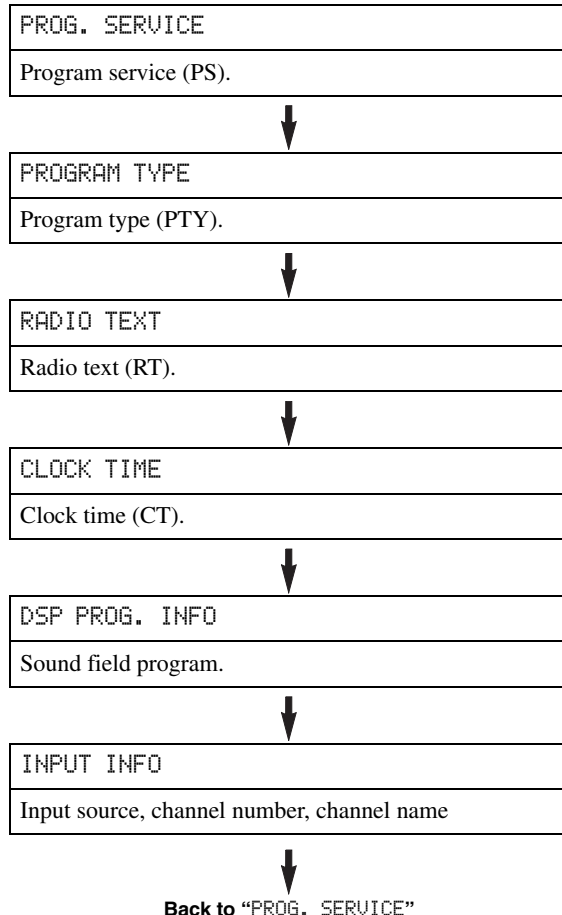 PROG. SERVICE
Program service (PS).
PROGRAM TYPE
Program type (PTY).
RADIO TEXT
Radio text (RT).
CLOCK TIME
Clock time (CT).
DSP PROG. INFO
Sound field program.
INPUT INFO
Input source, channel number, channel name
Back to “PROG. SERVICE”